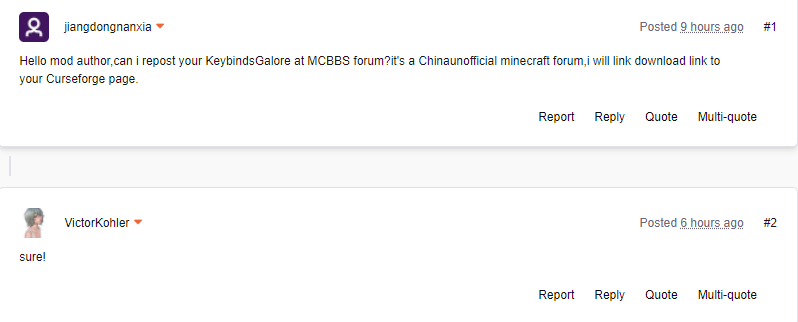 jiangdongnanxia
Posted 9 hours ago
#1
Hello mod author,can i repost your KeybindsGalore at MCBBS forum?it's a Chinaunofficial minecraft forum,i will link download link to
your Curseforge page.
Report Reply Quote Multi-quote
VictorKohler
Posted 6 hours ago
#2
sure!
Report Reply Quote Multi-quote